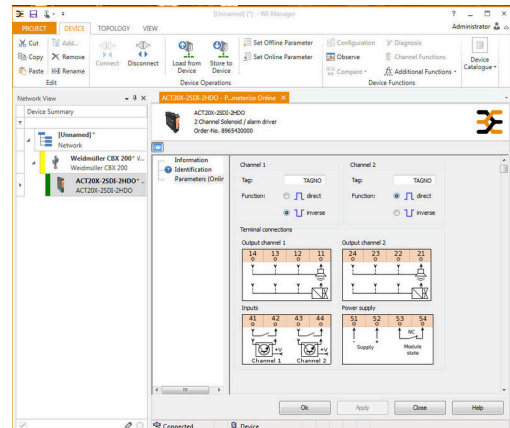 [Unnamed] (*) - WI-Manager
PROJECT DEVICE TOPOLOGY VIEW Administrator
Cut Add... Set Offline Parameter Configuration Diagnosis
Copy Remove Connect Disconnect Load from Device Store to Device Set Online Parameter Observe Channel Functions Device Catalogue
Paste Rename Compare Additional Functions
Edit Device Operations Device Functions
Network View
ACT20X-2SDI-2HDO - P...meterize Online
Device Summary
[Unnamed]*
Network
Weidmüller CBX 200* V...
Weidmüller CBX 200
ACT20X-2SDI-2HDO* ..
ACT20X-2SDI-2HDO
ACT20X-2SDI-2HDO
2 Channel Solenoid / alarm driver
Order-No. 8965420000
Information
Identification
Parameters (Onlir
Channel 1 Channel 2
Tag: TAGNO Tag: TAGNO
Function: direct Function: direct
inverse inverse
Terminal connections
Output channel 1 Output channel 2
14 13 12 11 24 23 22 21
Inputs Power supply
41 42 43 44 51 52 53 54
NC
+V +V
Supply Module state
Channel 1 Channel 2
Ok Apply Close Help
Connected Device